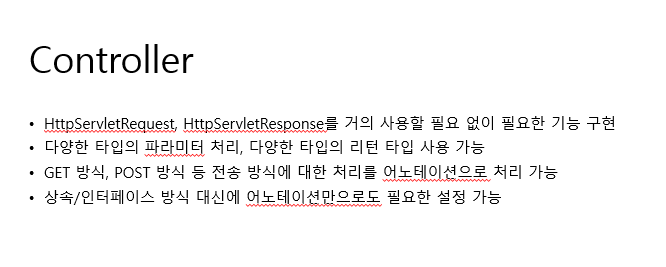 Controller
• HttpServletRequest, HttpServletResponse를 거의 사용할 필요 없이 필요한 기능 구현
• 다양한 타입의 파라미터 처리, 다양한 타입의 리턴 타입 사용 가능
• GET 방식, POST 방식 등 전송 방식에 대한 처리를 어노테이션으로 처리 가능
• 상속/인터페이스 방식 대신에 어노테이션만으로도 필요한 설정 가능